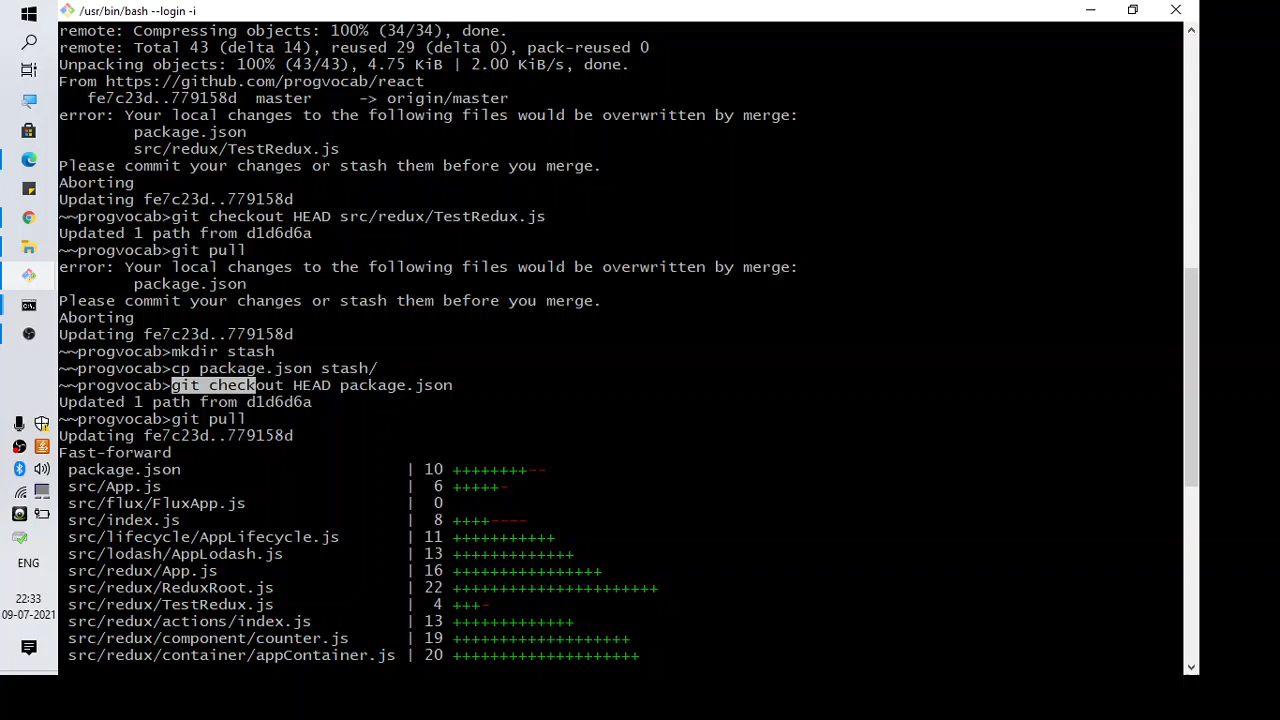 /usr/bin/bash --login -i
remote: Compressing objects: 100% (34/34), done.
remote: Total 43 (delta 14), reused 29 (delta 0), pack-reused 0
Unpacking objects: 100% (43/43), 4.75 KiB | 2.00 KiB/s, done.
From https://github.com/progvocab/react
fe7c23d..779158d  master     -> origin/master
error: Your local changes to the following files would be overwritten by merge:
package.json
src/redux/TestRedux.js
Please commit your changes or stash them before you merge.
Aborting
Updating fe7c23d..779158d
~~progvocab>git checkout HEAD src/redux/TestRedux.js
Updated 1 path from d1d6d6a
~~progvocab>git pull
error: Your local changes to the following files would be overwritten by merge:
package.json
Please commit your changes or stash them before you merge.
Aborting
Updating fe7c23d..779158d
~~progvocab>mkdir stash
~~progvocab>cp package.json stash/
~~progvocab>git checkout HEAD package.json
Updated 1 path from d1d6d6a
~~progvocab>git pull
Updating fe7c23d..779158d
Fast-forward
package.json | 10 ++++++++--
src/App.js | 6 +++++-
src/flux/FluxApp.js | 0
src/index.js | 8 ++++----
src/lifecycle/AppLifecycle.js | 11 +++++++++++
src/lodash/AppLodash.js | 13 +++++++++++++
src/redux/App.js | 16 ++++++++++++++++
src/redux/ReduxRoot.js | 22 ++++++++++++++++++++++
src/redux/TestRedux.js | 4 +++-
src/redux/actions/index.js | 13 +++++++++++++
src/redux/component/counter.js | 19 +++++++++++++++++++
src/redux/container/appContainer.js | 20 ++++++++++++++++++++
ENG
22:33
09-07-2021